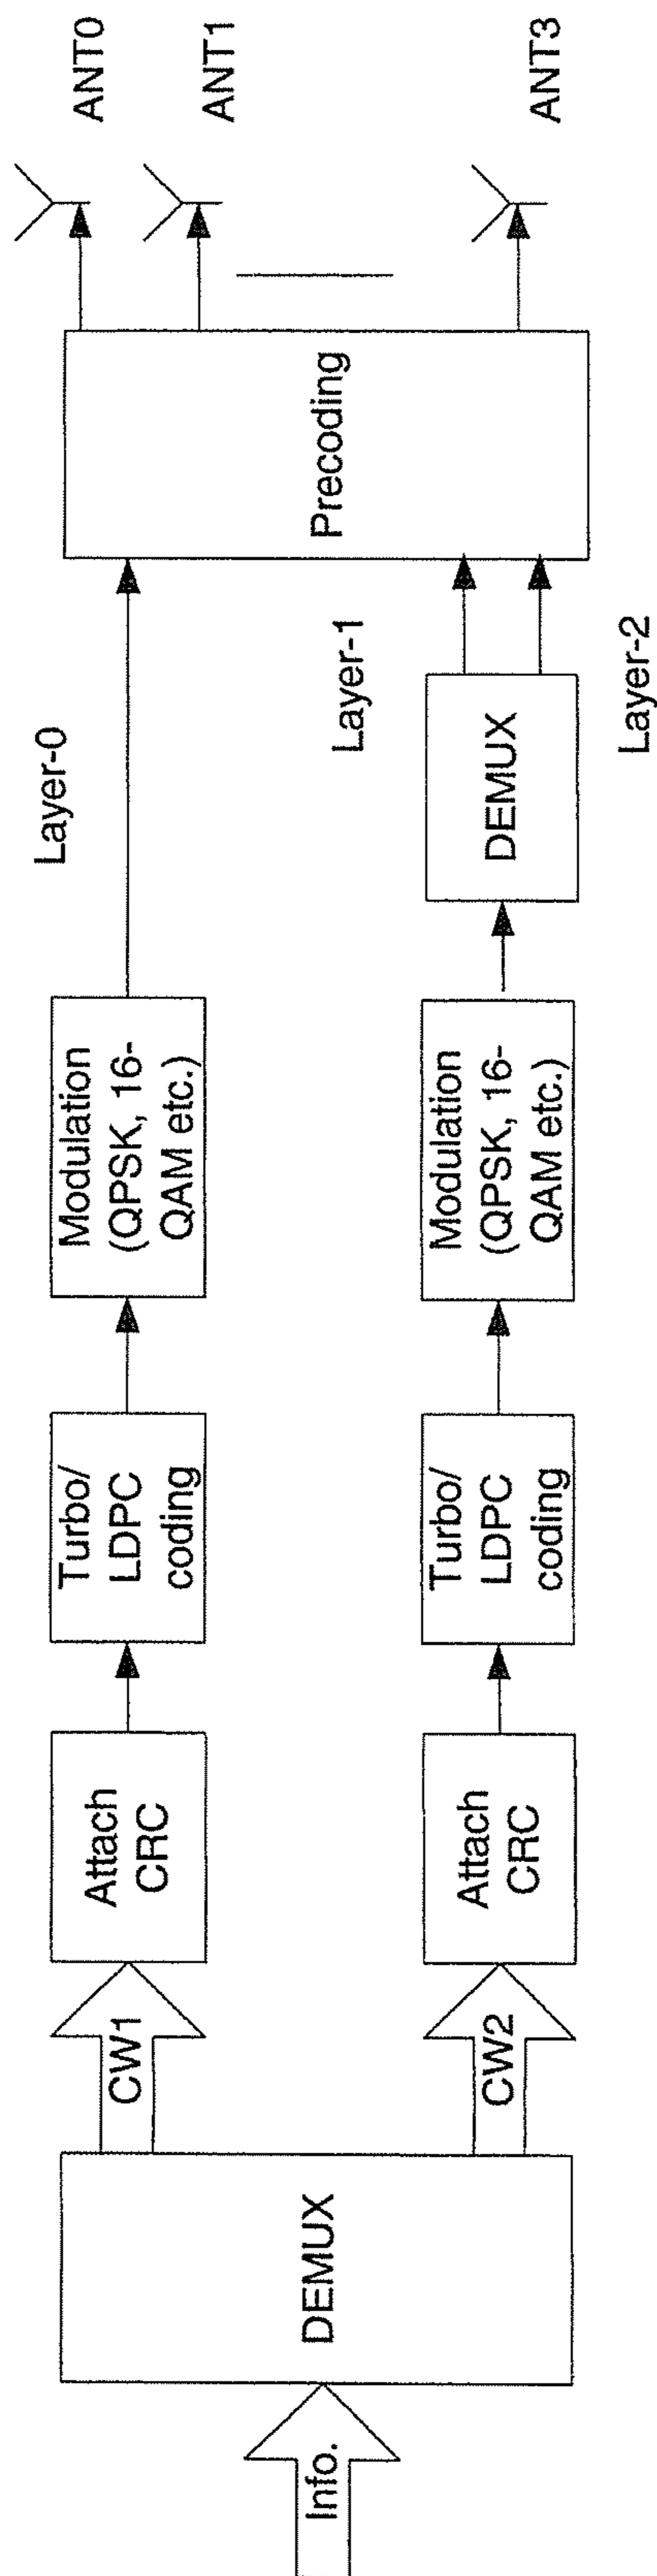 Info.
DEMUX
CW1
Attach
CRC
Turbo/
LDPC
coding
Modulation
(QPSK, 16-
QAM etc.)
Layer-0
CW2
Attach
CRC
Turbo/
LDPC
coding
Modulation
(QPSK, 16-
QAM etc.)
DEMUX
Layer-1
Layer-2
Precoding
ANT0
ANT1
ANT3